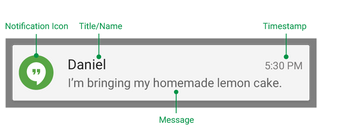 Notification Icon Title/Name Timestamp
Daniel 5:30 PM
I'm bringing my homemade lemon cake.
Message